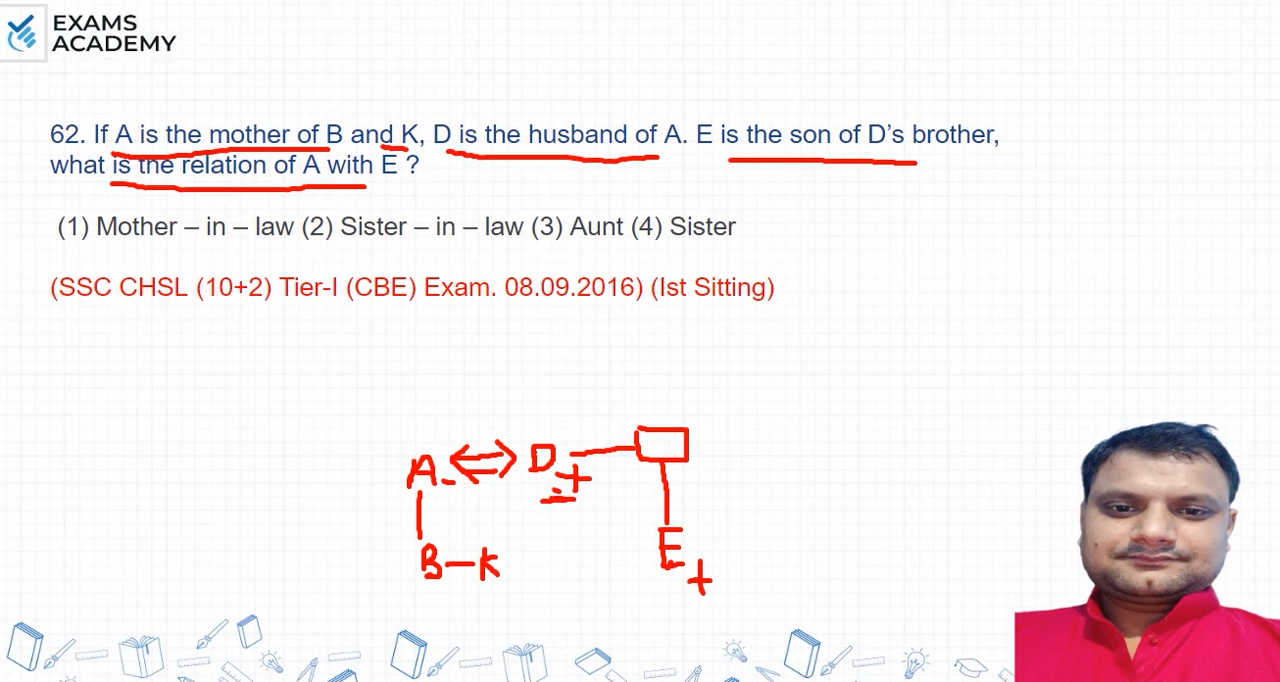 EXAMS
ACADEMY
62. If A is the mother of B and K, D is the husband of A. E is the son of D’s brother,
what is the relation of A with E ?
(1) Mother – in – law (2) Sister – in – law (3) Aunt (4) Sister
(SSC CHSL (10+2) Tier-I (CBE) Exam. 08.09.2016) (Ist Sitting)
A - ⇔ D +
B — K
E +